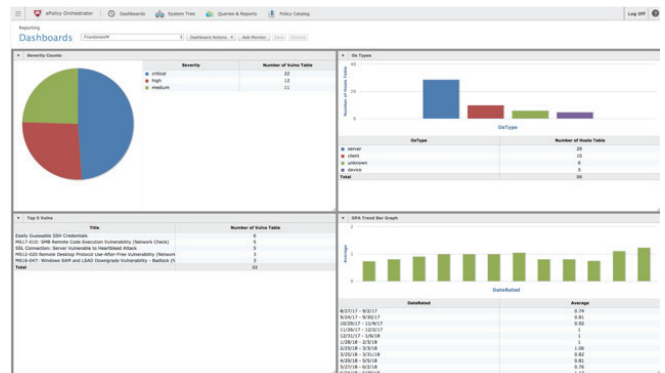 ePolicy Orchestrator
Dashboards
System Tree
Queries & Reports
Policy Catalog
Log Off
Reporting
Dashboards
Dashboard Actions
Add Monitor
Severity Counts
Severity Number of Vulns Table
critical 22
high 12
medium 11
Os Types
Number of Hosts Table
40
20
0
OsType
OsType Number of Hosts Table
server 29
client 10
unknown 6
device 5
Total 50
Top 5 Vulns
Title Number of Vulns Table
Easily Guessable SSH Credentials 6
MS17-010: SMB Remote Code Execution Vulnerability (Network Check) 5
SSL Connection: Server Vulnerable to Heartbleed Attack 5
MS12-020 Remote Desktop Protocol Use-After-Free Vulnerability (Network 3
MS16-047: Windows SAM and LSAD Downgrade Vulnerability - Badlock (N 3
Total
GPA Trend Bar Graph
2
1
0
Average
DateRated
DateRated Average
8/27/17 - 9/2/17 0.74
9/24/17 - 9/30/17 0.81
10/29/17 - 11/4/17 0.92
11/26/17 - 12/2/17 1
12/31/17 - 1/6/18 1
1/28/18 - 2/3/18 1
2/25/18 - 3/3/18 1.06
3/25/18 - 3/31/18 0.82
4/29/18 - 5/5/18 0.81
5/27/18 - 6/2/18 0.76